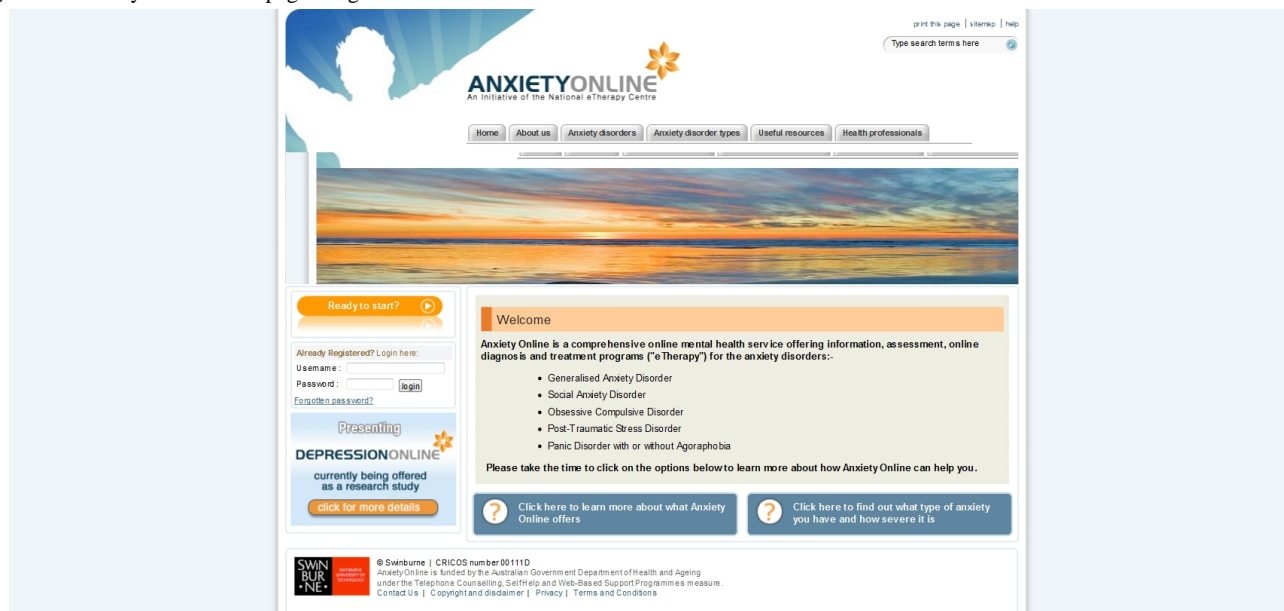 print this page | sitemap | help
Type search terms here
ANXIETYONLINE
An Initiative of the National eTherapy Centre
Home
About us
Anxiety disorders
Anxiety disorder types
Useful resources
Health professionals
Ready to start?
Already Registered? Login here:
Username :
Password :
login
Forgotten password?
Presenting
DEPRESSIONONLINE
currently being offered
as a research study
click for more details
Welcome
Anxiety Online is a comprehensive online mental health service offering information, assessment, online
diagnosis and treatment programs ("eTherapy") for the anxiety disorders:-
• Generalised Anxiety Disorder
• Social Anxiety Disorder
• Obsessive Compulsive Disorder
• Post-Traumatic Stress Disorder
• Panic Disorder with or without Agoraphobia
Please take the time to click on the options below to learn more about how Anxiety Online can help you.
? Click here to learn more about what Anxiety
Online offers
? Click here to find out what type of anxiety
you have and how severe it is
SWIN
BUR
• NE •
SWINBURNE
UNIVERSITY OF
TECHNOLOGY
© Swinburne | CRICOS number 00111D
Anxiety Online is funded by the Australian Government Department of Health and Ageing
under the Telephone Counselling, Self Help and Web-Based Support Programmes measure.
Contact Us | Copyright and disclaimer | Privacy | Terms and Conditions